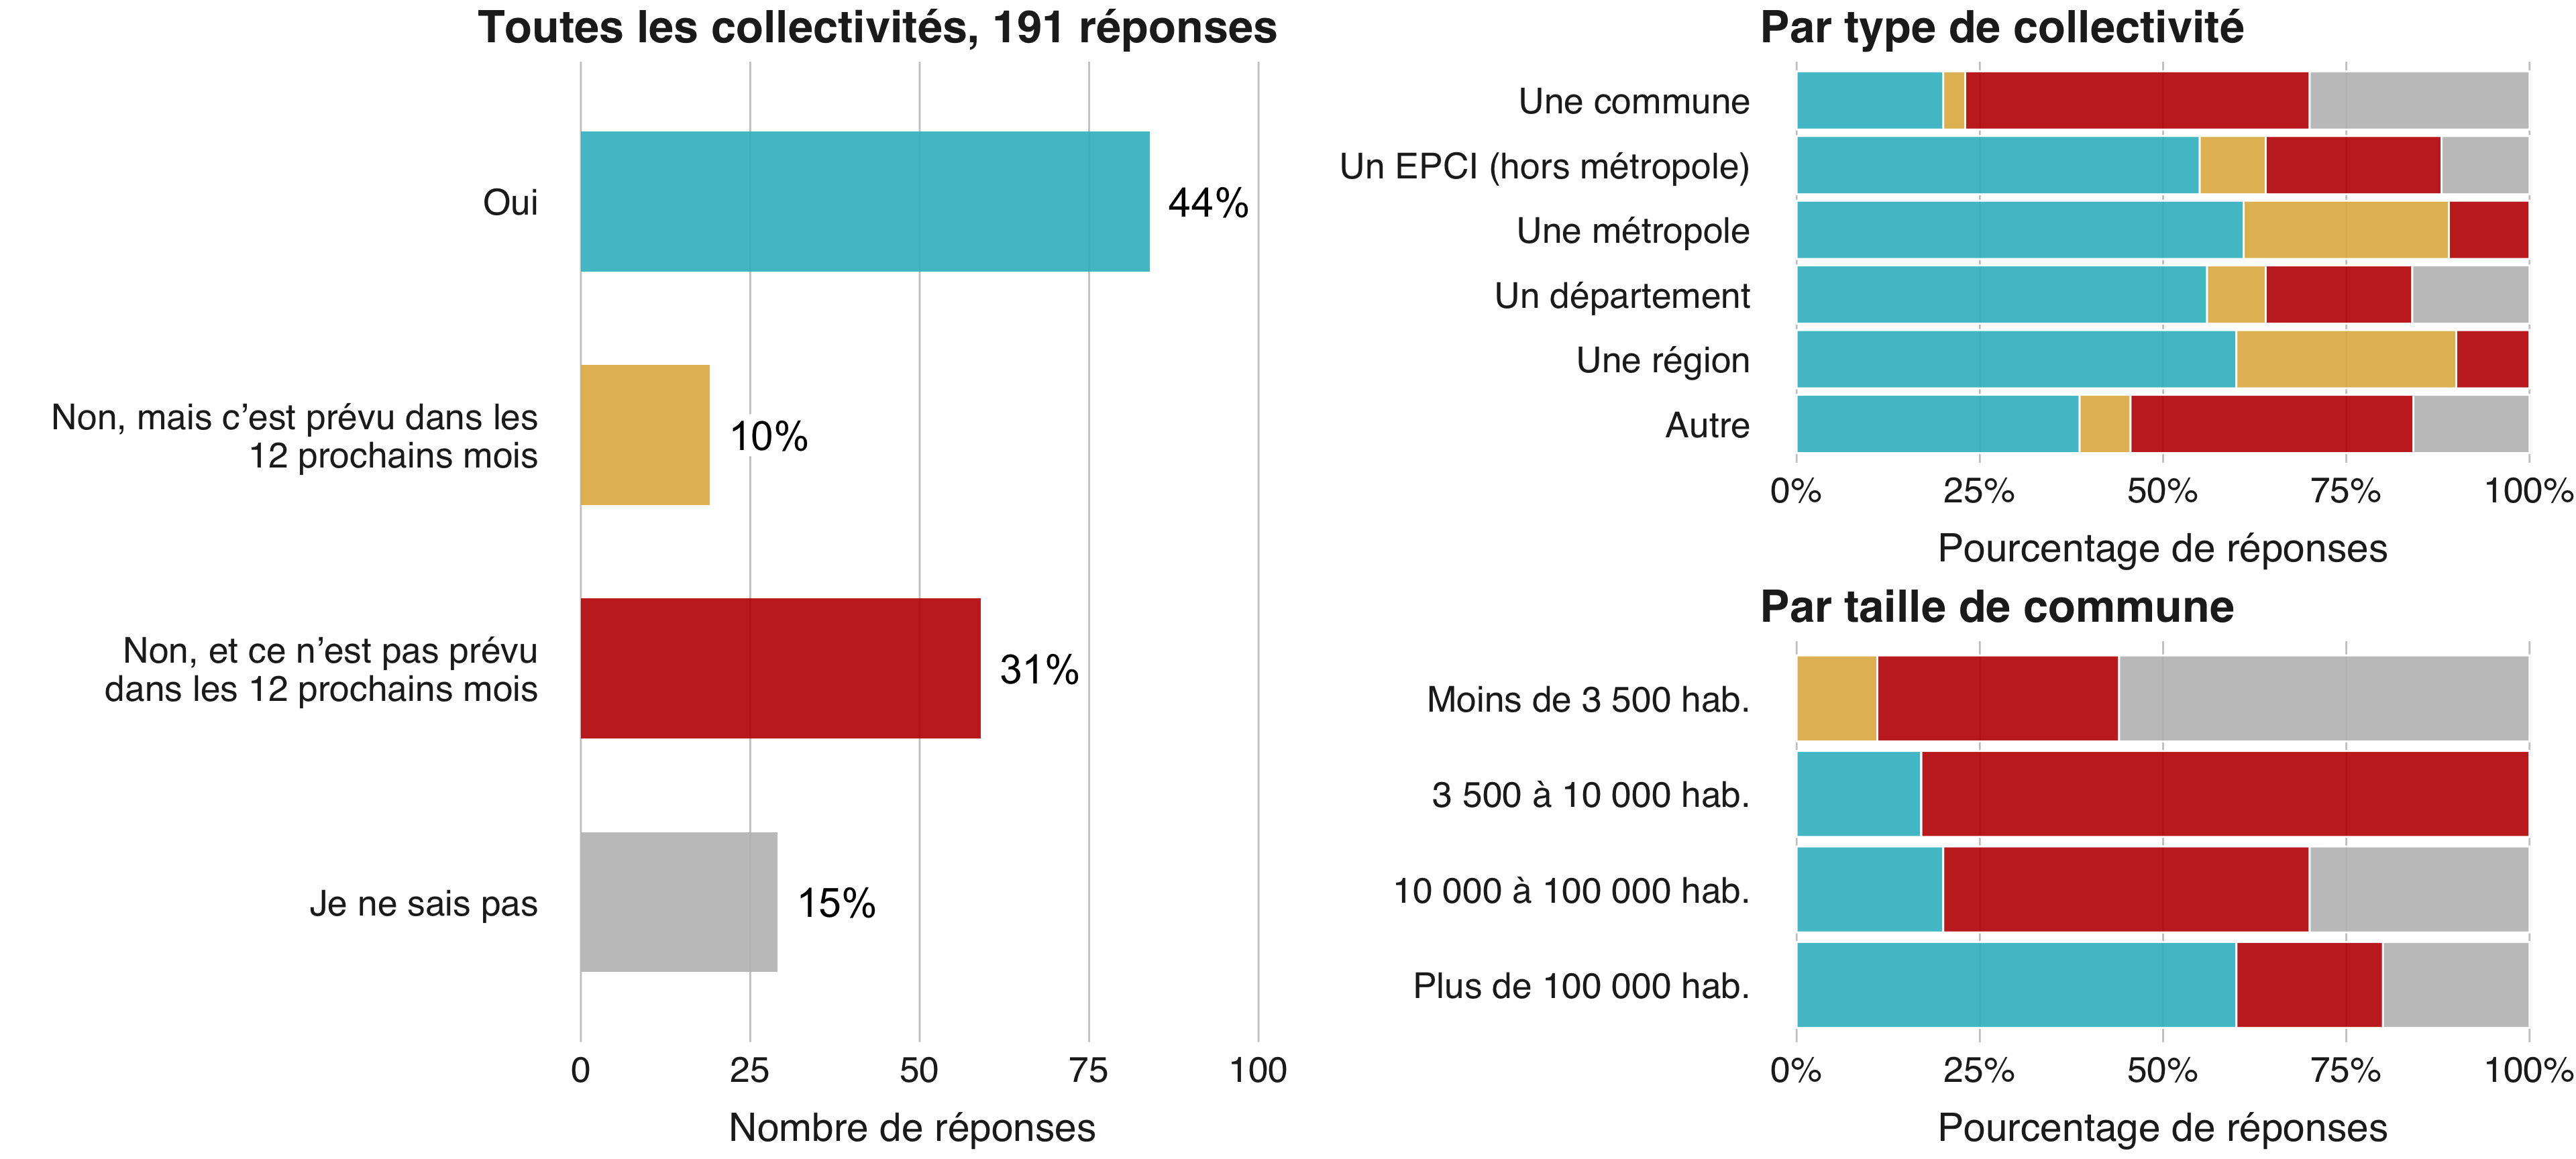 Toutes les collectivités, 191 réponses
Oui
44%
Non, mais c’est prévu dans les
12 prochains mois
10%
Non, et ce n’est pas prévu
dans les 12 prochains mois
31%
Je ne sais pas
15%
0 25 50 75 100
Nombre de réponses
Par type de collectivité
Une commune
Un EPCI (hors métropole)
Une métropole
Un département
Une région
Autre
0% 25% 50% 75% 100%
Pourcentage de réponses
Par taille de commune
Moins de 3 500 hab.
3 500 à 10 000 hab.
10 000 à 100 000 hab.
Plus de 100 000 hab.
0% 25% 50% 75% 100%
Pourcentage de réponses